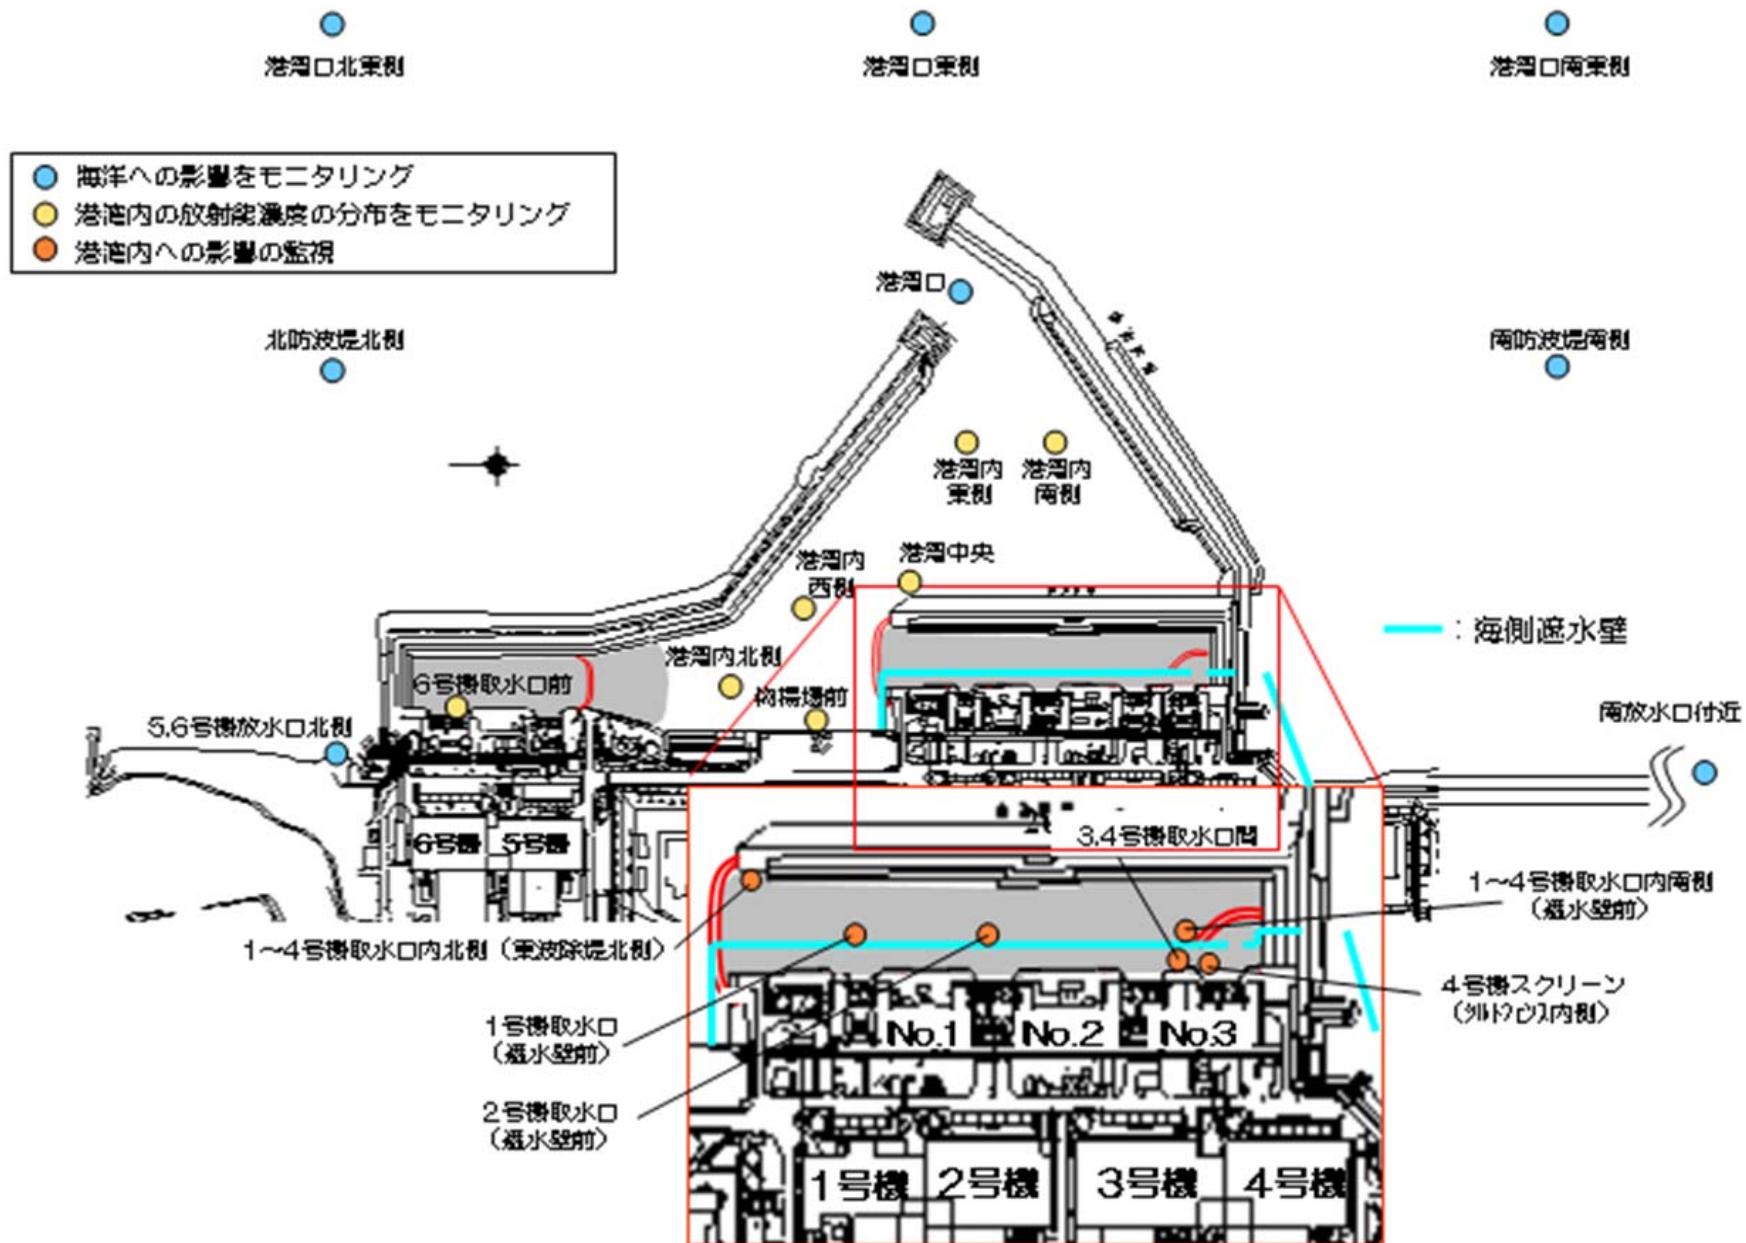 港湾口北東側
港湾口東側
港湾口南東側
海洋への影響をモニタリング
港湾内の放射能濃度の分布をモニタリング
港湾内への影響の監視
港湾口
北防波堤北側
南防波堤南側
港湾内
東側
港湾内
南側
港湾中央
港湾内
西側
:海側遮水壁
港湾内北側
6号機取水口前
物揚場前
5,6号機放水口北側
南放水口付近
6号機
5号機
3,4号機取水口間
1〜4号機取水口内南側
(遮水壁前)
1〜4号機取水口内北側(東波除堤北側)
4号機スクリーン
(シルトフェンス内側)
1号機取水口
(遮水壁前)
No.1
No.2
No.3
2号機取水口
(遮水壁前)
1号機
2号機
3号機
4号機